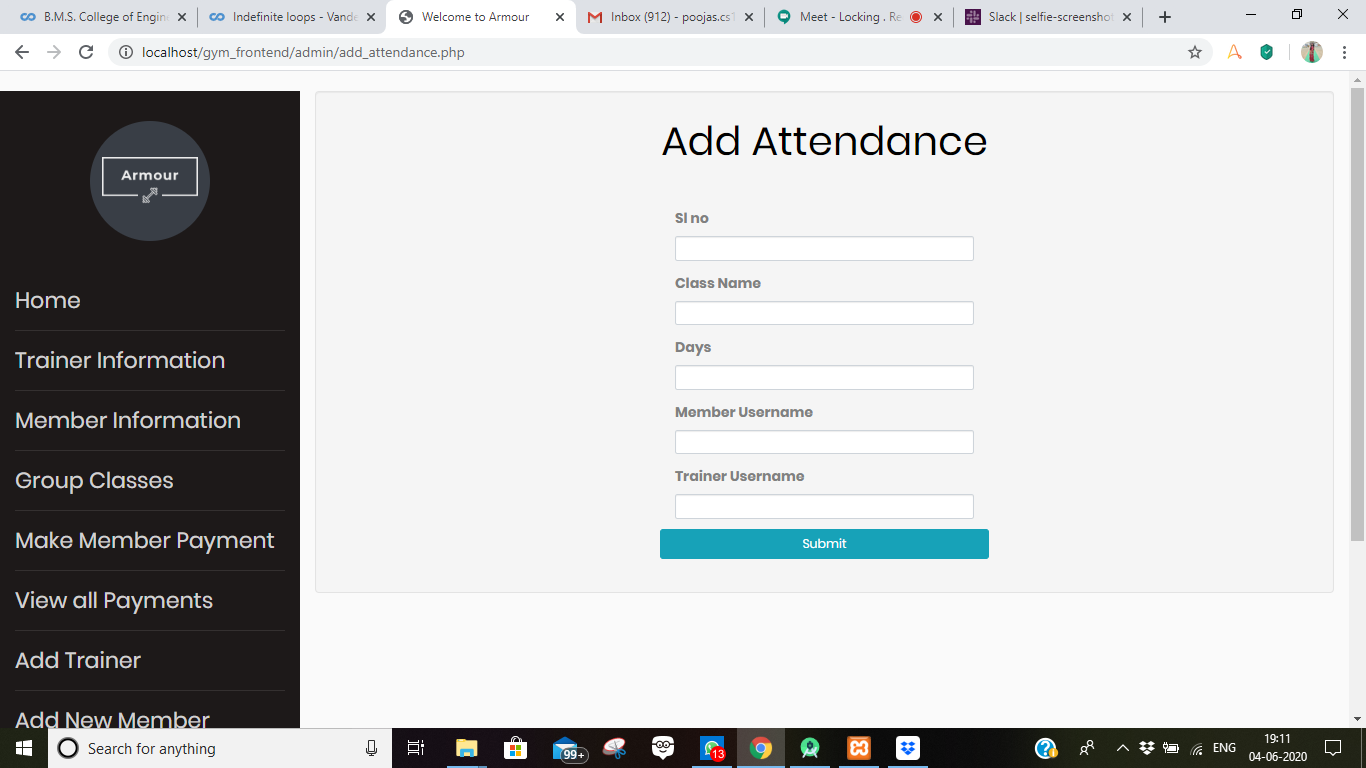 B.M.S. College of Engin
Indefinite loops - Vande
Welcome to Armour
Inbox (912) - poojas.cs1
Meet - Locking . Re
Slack | selfie-screenshot
localhost/gym_frontend/admin/add_attendance.php
Armour
Home
Trainer Information
Member Information
Group Classes
Make Member Payment
View all Payments
Add Trainer
Add New Member
Add Attendance
Sl no
Class Name
Days
Member Username
Trainer Username
Submit
Search for anything
99+
13
ENG
19:11
04-06-2020